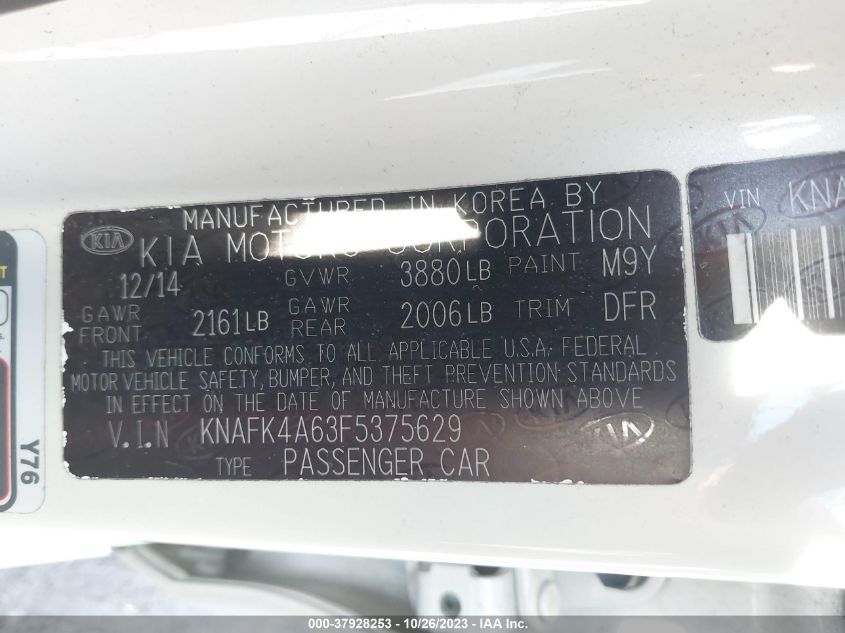 MANUFACTURED IN KOREA BY
KIA KIA MOTORS CORPORATION
12/14 GVWR 3880LB PAINT M9Y
GAWR FRONT 2161LB GAWR REAR 2006LB TRIM DFR
THIS VEHICLE CONFORMS TO ALL APPLICABLE U.S.A. FEDERAL
MOTOR VEHICLE SAFETY, BUMPER, AND THEFT PREVENTION STANDARDS
IN EFFECT ON THE DATE OF MANUFACTURE SHOWN ABOVE
V.I.N KNAFK4A63F5375629
TYPE PASSENGER CAR
VIN KNA
Y76
000-37928253 - 10/26/2023 - IAA Inc.